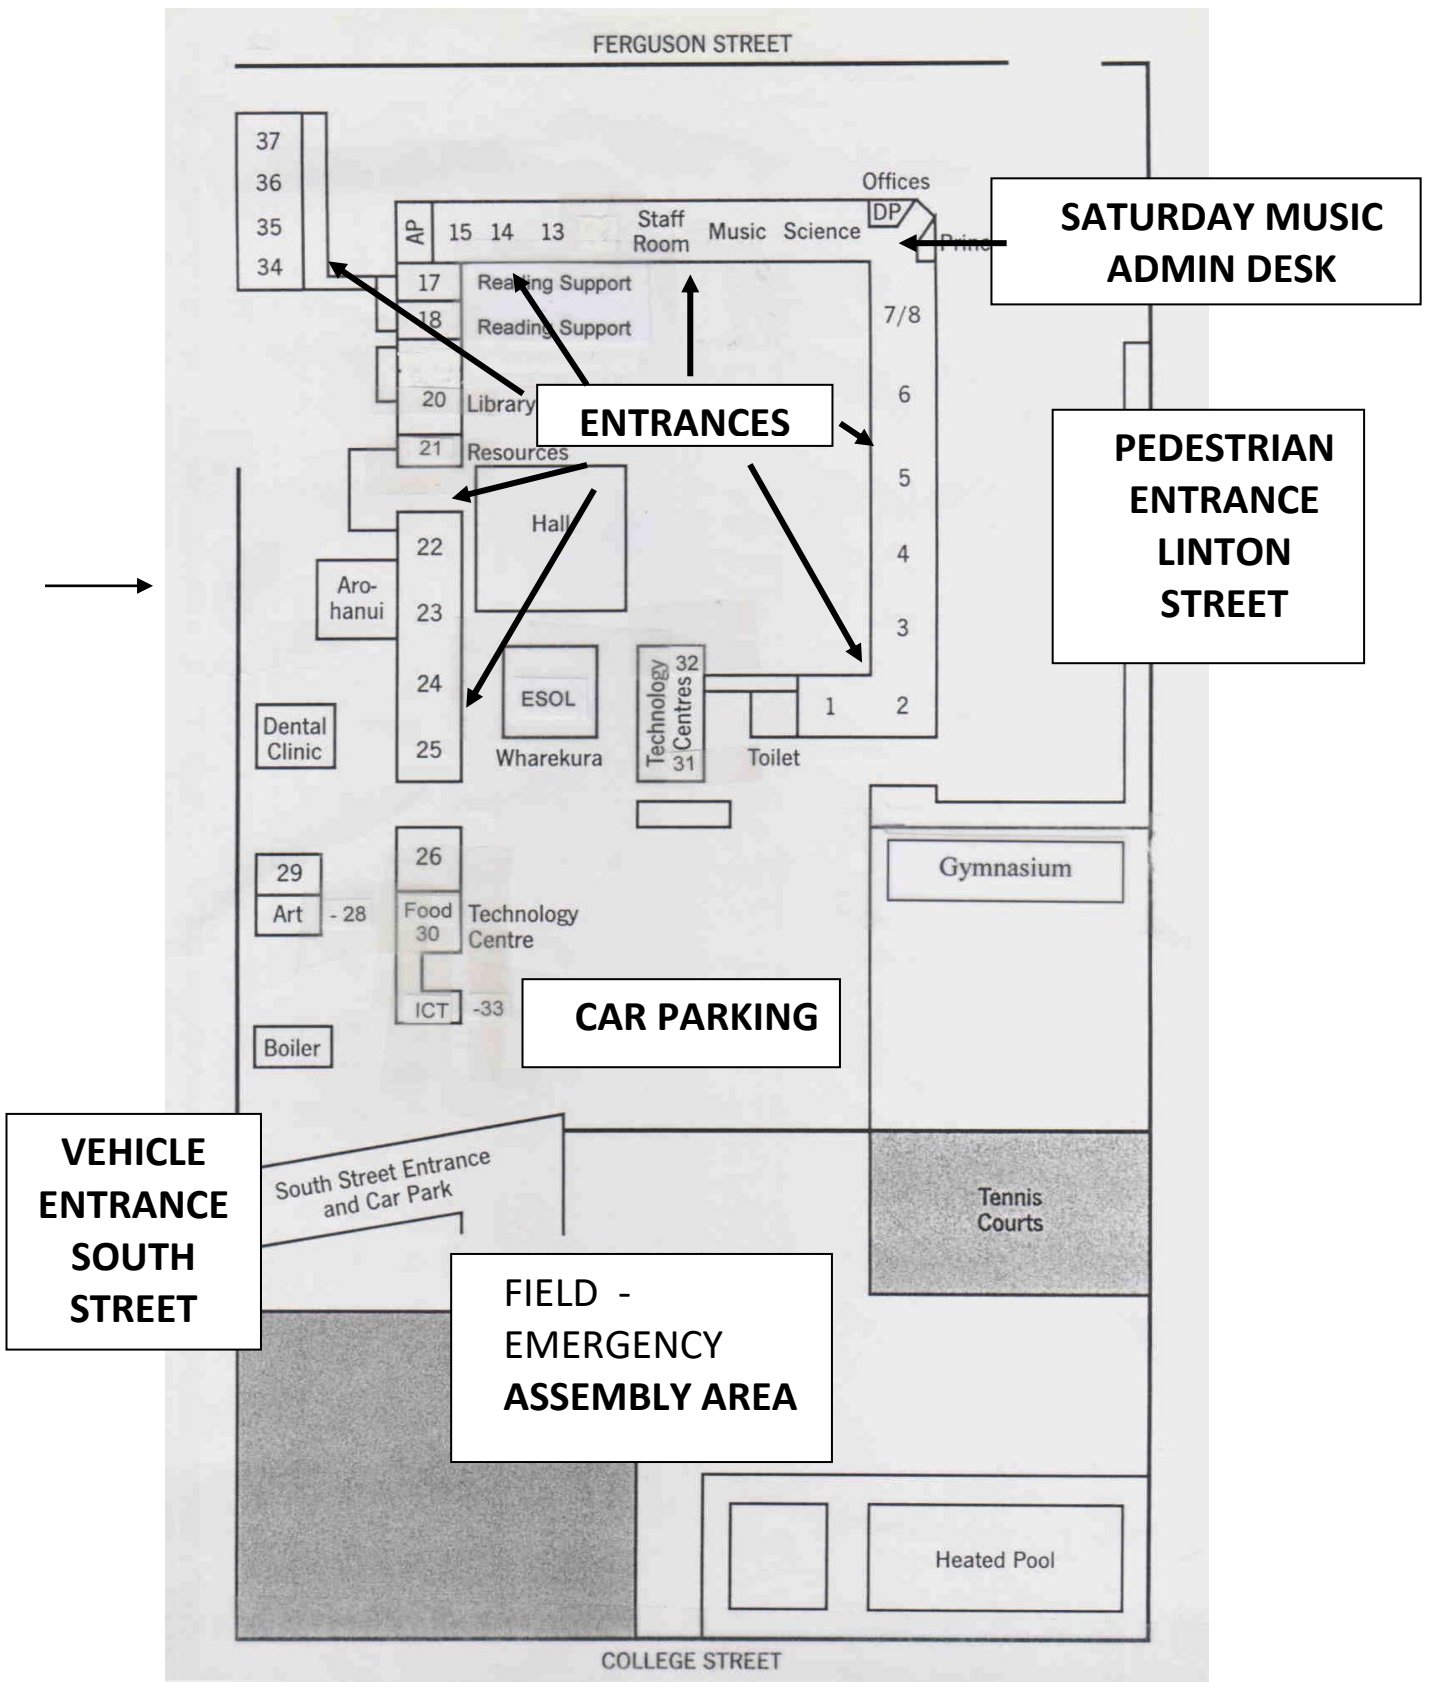 FERGUSON STREET
37
36
35
34
Offices
DP
AP
15 14 13
Staff
Room
Music
Science
Princ
SATURDAY MUSIC
ADMIN DESK
17
Reading Support
18
Reading Support
7/8
20
Library
6
ENTRANCES
21
Resources
5
PEDESTRIAN
ENTRANCE
LINTON
STREET
Hall
22
4
Aro-
hanui
23
3
24
ESOL
Wharekura
Technology
Centres
32
31
1
2
Toilet
Dental
Clinic
25
26
29
Art
- 28
Food
30
Technology
Centre
Gymnasium
ICT
-33
CAR PARKING
Boiler
VEHICLE
ENTRANCE
SOUTH
STREET
South Street Entrance
and Car Park
Tennis
Courts
FIELD -
EMERGENCY
ASSEMBLY AREA
Heated Pool
COLLEGE STREET